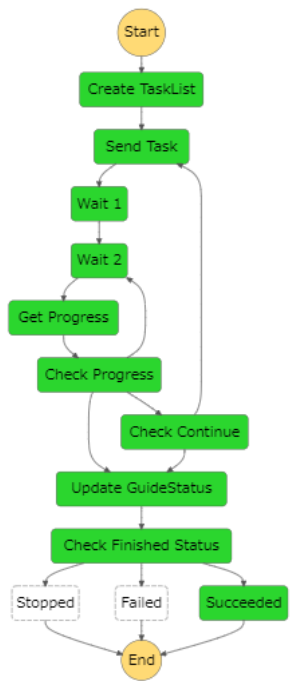 Start
Create TaskList
Send Task
Wait 1
Wait 2
Get Progress
Check Progress
Check Continue
Update GuideStatus
Check Finished Status
Stopped
Failed
Succeeded
End